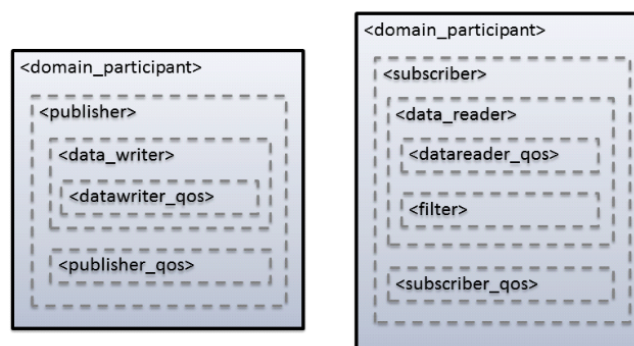 <domain_participant>
<publisher>
<data_writer>
<datawriter_qos>
<publisher_qos>
<domain_participant>
<subscriber>
<data_reader>
<datareader_qos>
<filter>
<subscriber_qos>